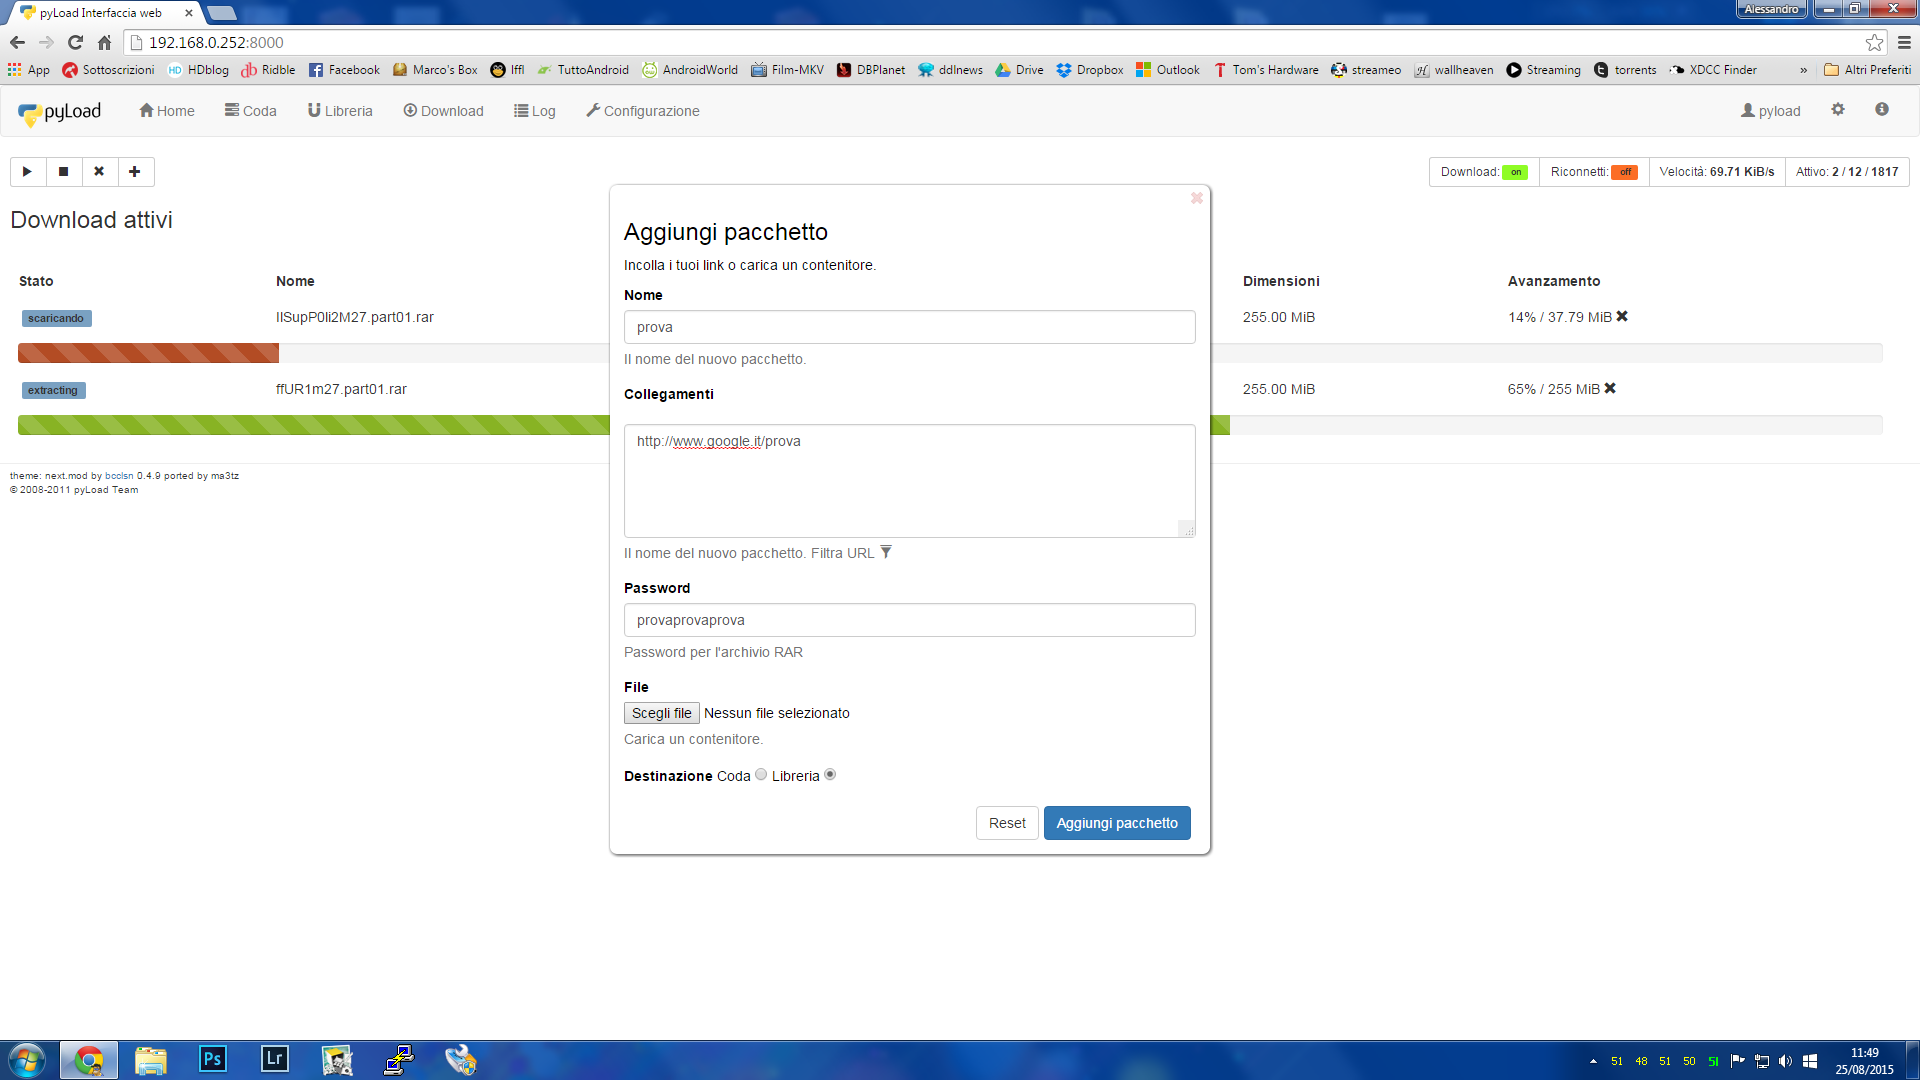 pyLoad Interfaccia web
Alessandro
192.168.0.252:8000
App Sottoscrizioni HDblog Ridble Facebook Marco's Box Iffl TuttoAndroid AndroidWorld Film-MKV DBPlanet ddlnews Drive Dropbox Outlook Tom's Hardware streameo wallheaven Streaming torrents XDCC Finder » Altri Preferiti
pyLoad Home Coda Libreria Download Log Configurazione pyload
Download: on Riconnetti: off Velocità: 69.71 KiB/s Attivo: 2 / 12 / 1817
Download attivi
Stato Nome Dimensioni Avanzamento
scaricando IlSupP0li2M27.part01.rar 255.00 MiB 14% / 37.79 MiB
extracting ffUR1m27.part01.rar 255.00 MiB 65% / 255 MiB
theme: next.mod by bcclsn 0.4.9 ported by ma3tz
© 2008-2011 pyLoad Team
Aggiungi pacchetto
Incolla i tuoi link o carica un contenitore.
Nome
prova
Il nome del nuovo pacchetto.
Collegamenti
http://www.google.it/prova
Il nome del nuovo pacchetto. Filtra URL
Password
provaprovaprova
Password per l'archivio RAR
File
Scegli file Nessun file selezionato
Carica un contenitore.
Destinazione Coda Libreria
Reset Aggiungi pacchetto
Ps Lr
51 48 51 50 51
11:49
25/08/2015